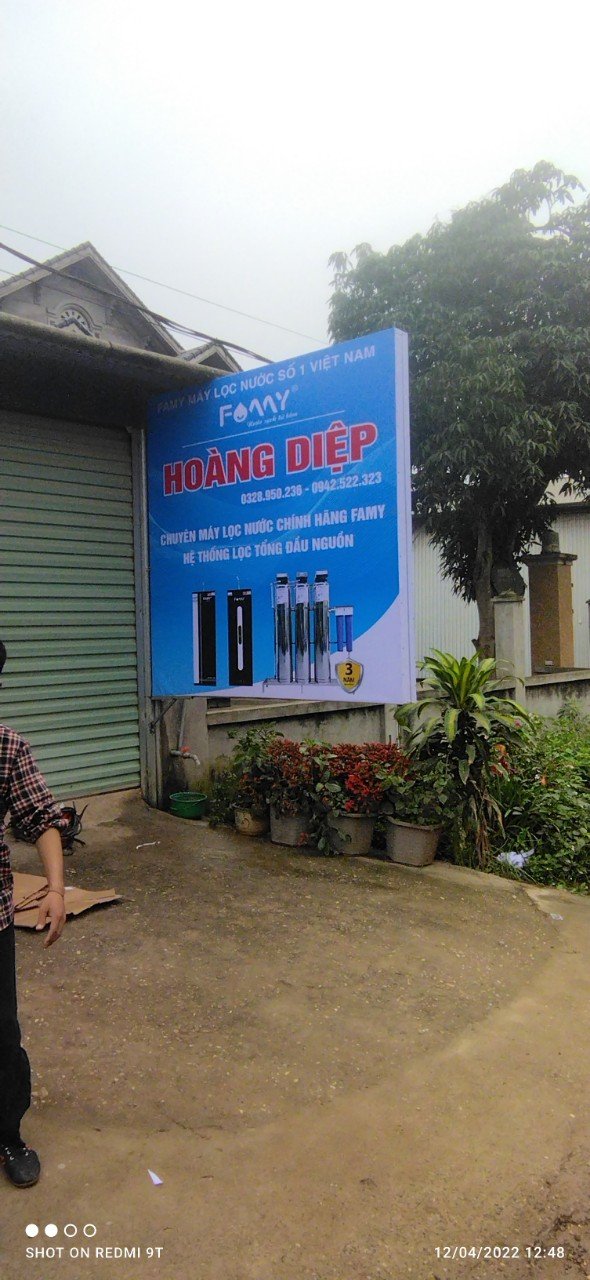 FAMY MÁY LỌC NƯỚC SỐ 1 VIỆT NAM
FAMY®
HOÀNG DIỆP
0328.950.236 - 0942.522.323
CHUYÊN MÁY LỌC NƯỚC CHÍNH HÃNG FAMY
HỆ THỐNG LỌC TỔNG ĐẦU NGUỒN
FAMY
3
NĂM
SHOT ON REDMI 9T
12/04/2022 12:48